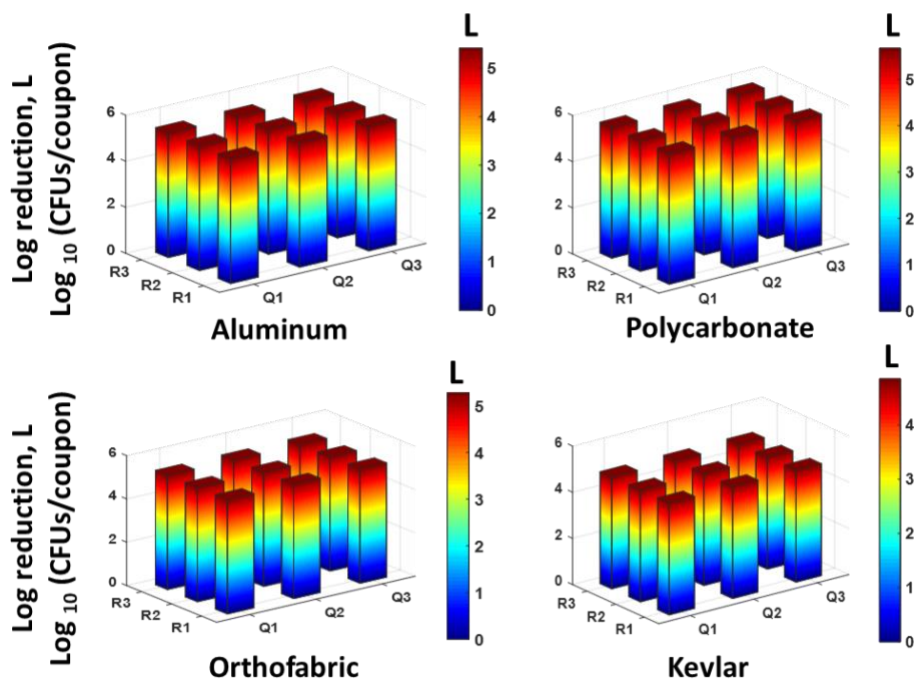 Log reduction, L
Log 10 (CFUs/coupon)
L
6
4
2
0
R3
R2
R1
Q1
Q2
Q3
5
4
3
2
1
0
Aluminum
L
6
4
2
0
R3
R2
R1
Q1
Q2
Q3
5
4
3
2
1
0
Polycarbonate
Log reduction, L
Log 10 (CFUs/coupon)
L
6
4
2
0
R3
R2
R1
Q1
Q2
Q3
5
4
3
2
1
0
Orthofabric
L
6
4
2
0
R3
R2
R1
Q1
Q2
Q3
4
3
2
1
0
Kevlar